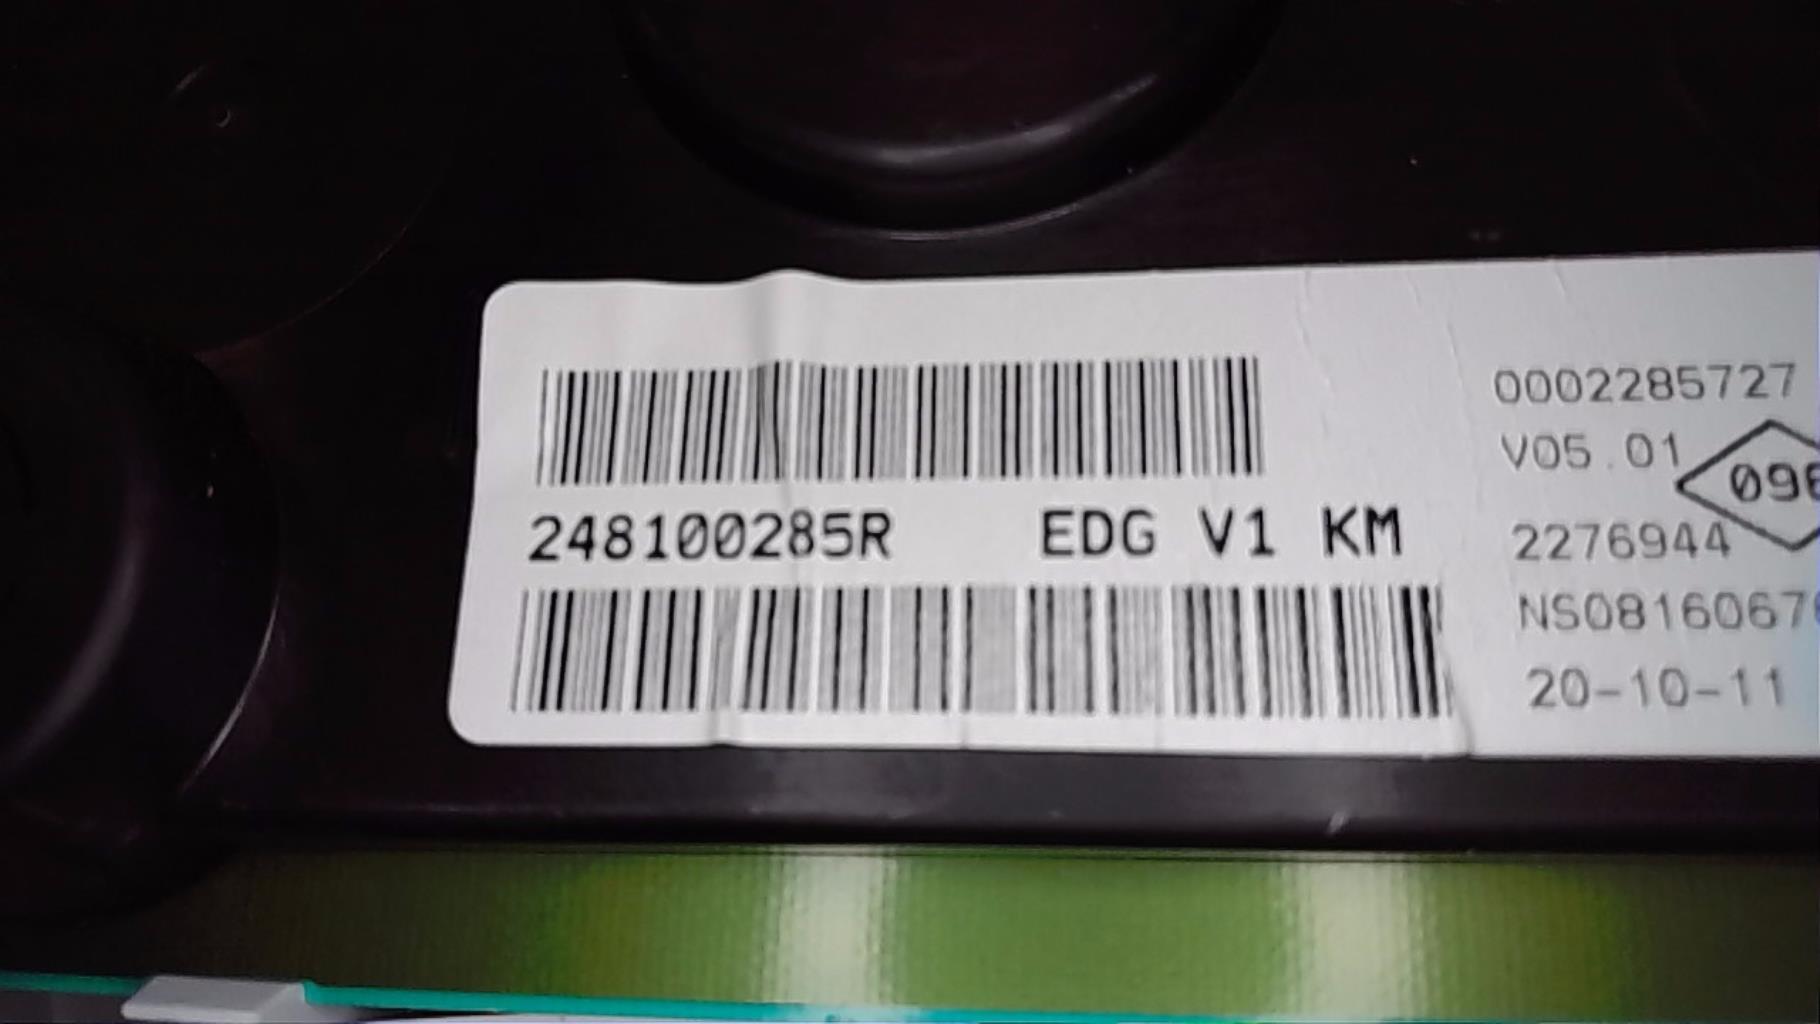 0002285727
V05.01
248100285R EDG V1 KM
2276944
NS0816067
20-10-11